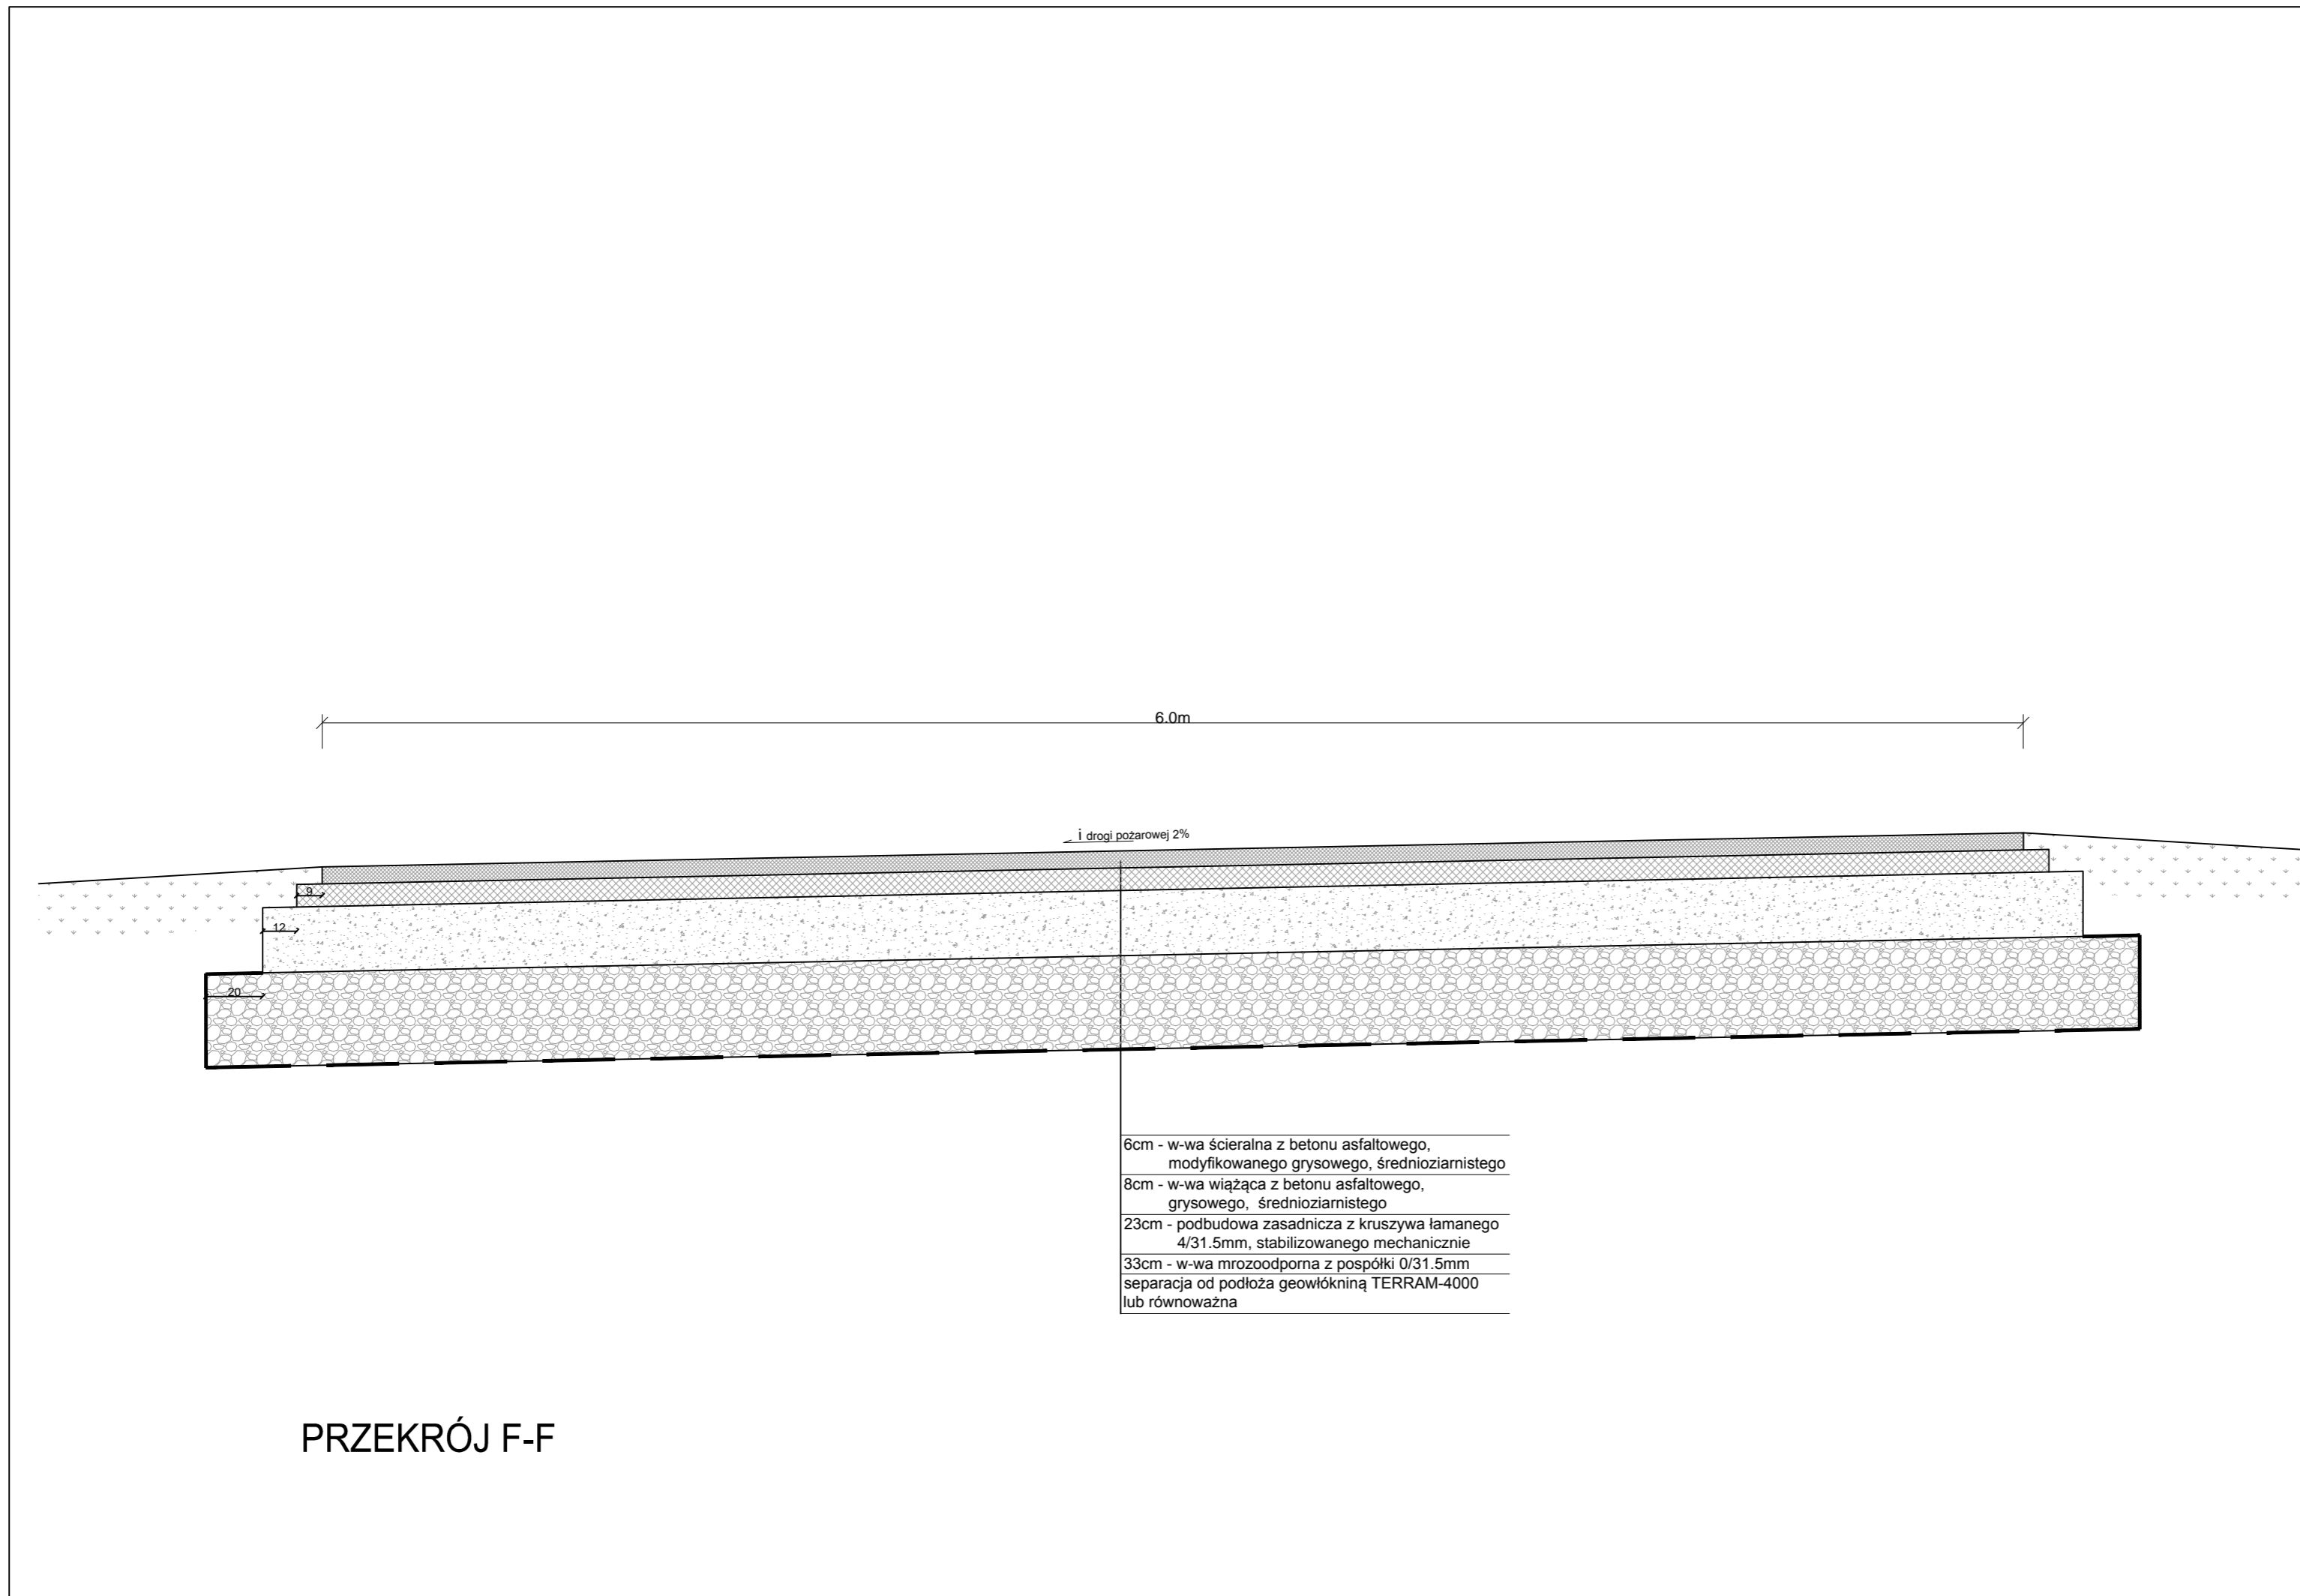 6.0m
i drogi pożarowej 2%
9
12
20
6cm - w-wa ścieralna z betonu asfaltowego,
modyfikowanego grysowego, średnioziarnistego
8cm - w-wa wiążąca z betonu asfaltowego,
grysowego, średnioziarnistego
23cm - podbudowa zasadnicza z kruszywa łamanego
4/31.5mm, stabilizowanego mechanicznie
33cm - w-wa mrozoodporna z pospółki 0/31.5mm
separacja od podłoża geowłókniną TERRAM-4000
lub równoważna
PRZEKRÓJ F-F